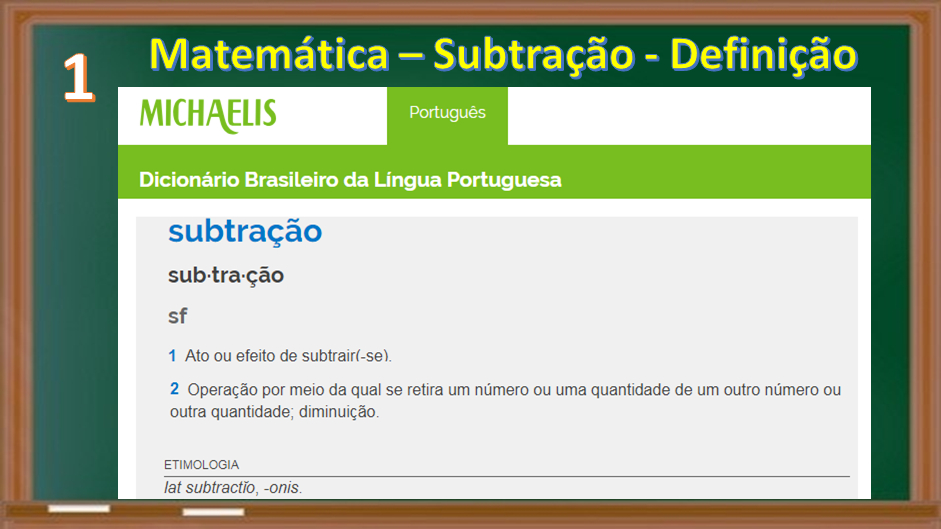 1
Matemática – Subtração - Definição
MICHAELIS
Português
Dicionário Brasileiro da Língua Portuguesa
subtração
sub·tra·ção
sf
1 Ato ou efeito de subtrair(-se).
2 Operação por meio da qual se retira um número ou uma quantidade de um outro número ou
outra quantidade; diminuição.
ETIMOLOGIA
lat subtractĭo, -onis.